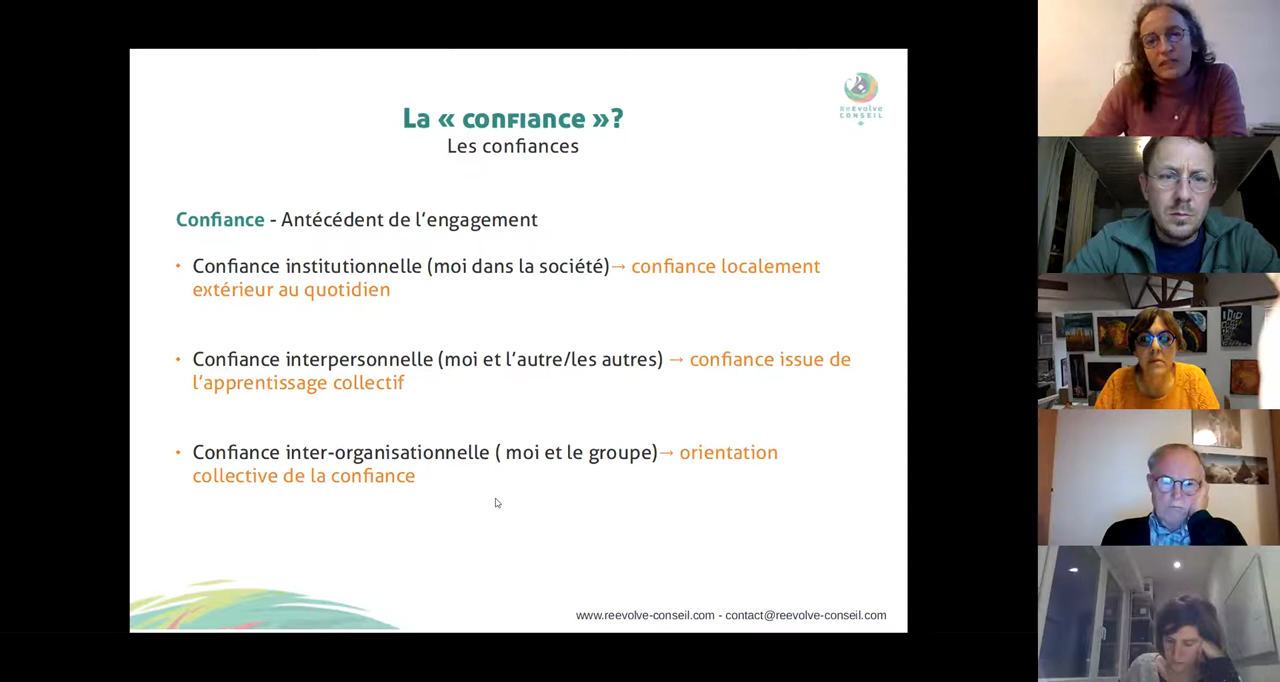 La « confiance »?
Les confiances
ReEvolve
CONSEIL
Confiance - Antécédent de l'engagement
• Confiance institutionnelle (moi dans la société)→ confiance localement
extérieur au quotidien
• Confiance interpersonnelle (moi et l'autre/les autres) → confiance issue de
l'apprentissage collectif
• Confiance inter-organisationnelle ( moi et le groupe)→ orientation
collective de la confiance
www.reevolve-conseil.com - contact@reevolve-conseil.com